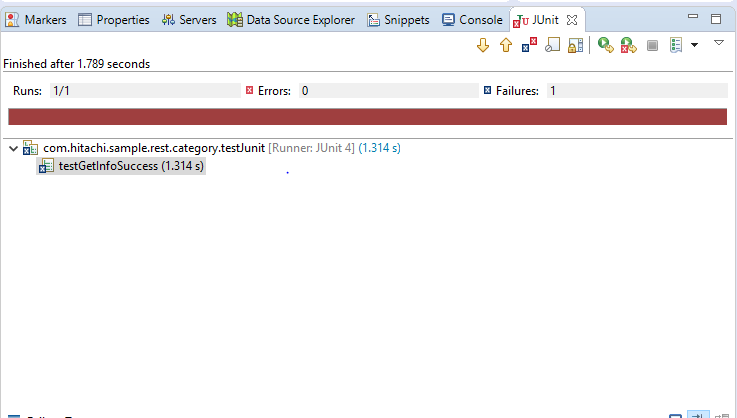 Markers Properties Servers Data Source Explorer Snippets Console JUnit
Finished after 1.789 seconds
Runs: 1/1 Errors: 0 Failures: 1
com.hitachi.sample.rest.category.testJunit [Runner: JUnit 4] (1.314 s)
testGetInfoSuccess (1.314 s)